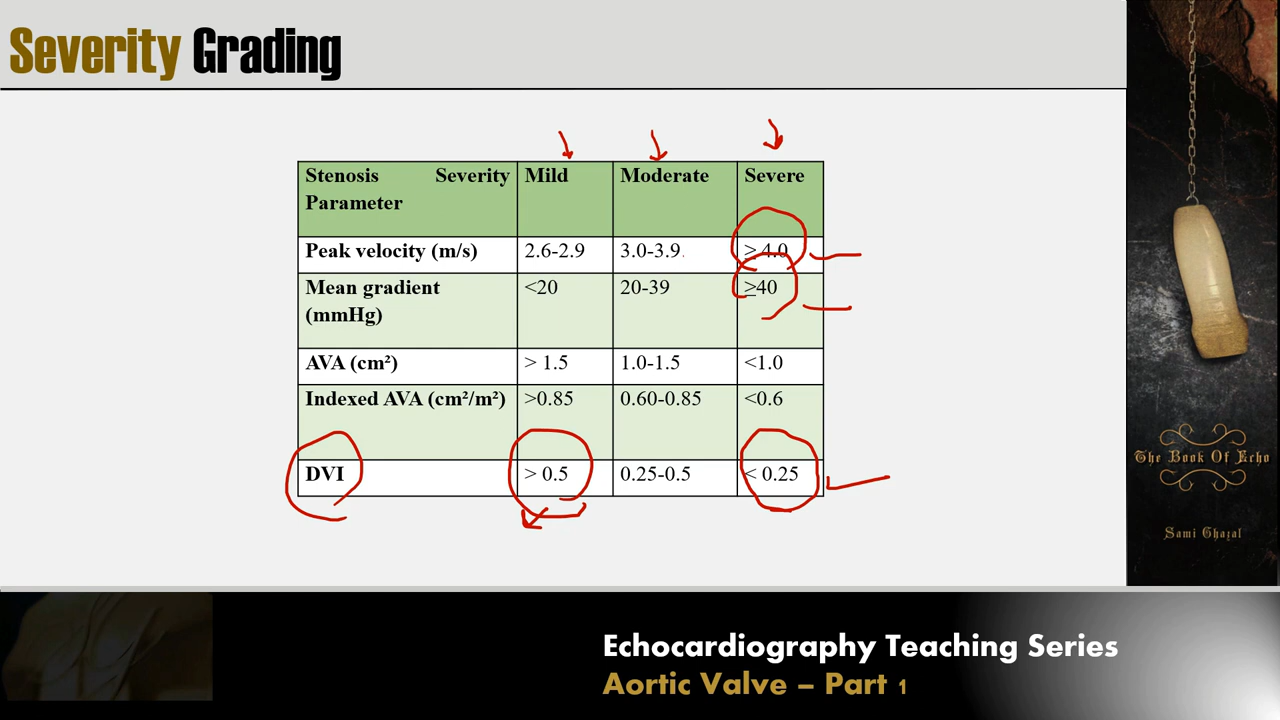 Severity Grading
Stenosis Severity Parameter Mild Moderate Severe
Peak velocity (m/s) 2.6-2.9 3.0-3.9 ≥ 4.0
Mean gradient (mmHg) <20 20-39 ≥40
AVA (cm²) > 1.5 1.0-1.5 <1.0
Indexed AVA (cm²/m²) >0.85 0.60-0.85 <0.6
DVI > 0.5 0.25-0.5 < 0.25
The Book Of Echo
Sami Ghazal
Echocardiography Teaching Series
Aortic Valve – Part 1